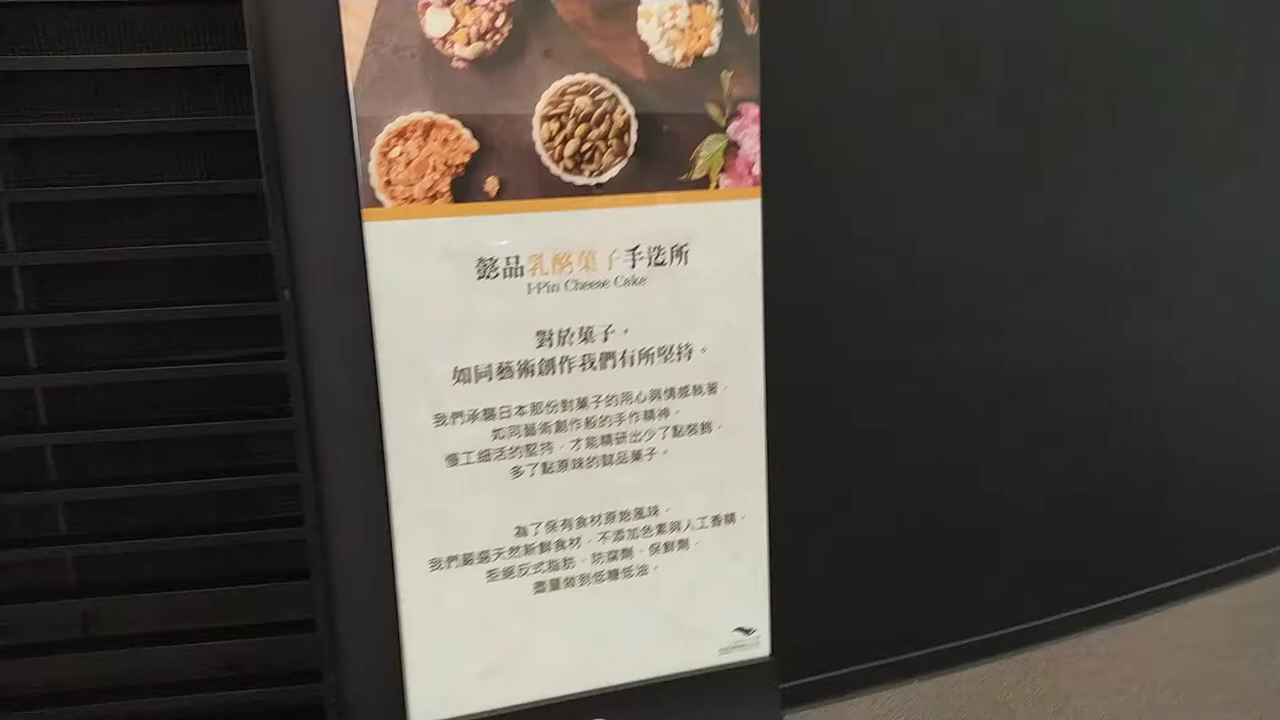 懿品乳酪菓子手造所
I-Pin Cheese Cake
對於菓子，
如同藝術創作我們有所堅持。
我們承襲日本那份對菓子的用心與情感執著，
如同藝術創作般的手作精神。
慢工細活的堅持，才能精研出少了點裝飾，
多了點原味的懿品菓子。
為了保有食材原始風味，
我們嚴選天然新鮮食材，不添加色素與人工香精，
拒絕反式脂肪、防腐劑、保鮮劑，
盡量做到低糖低油。